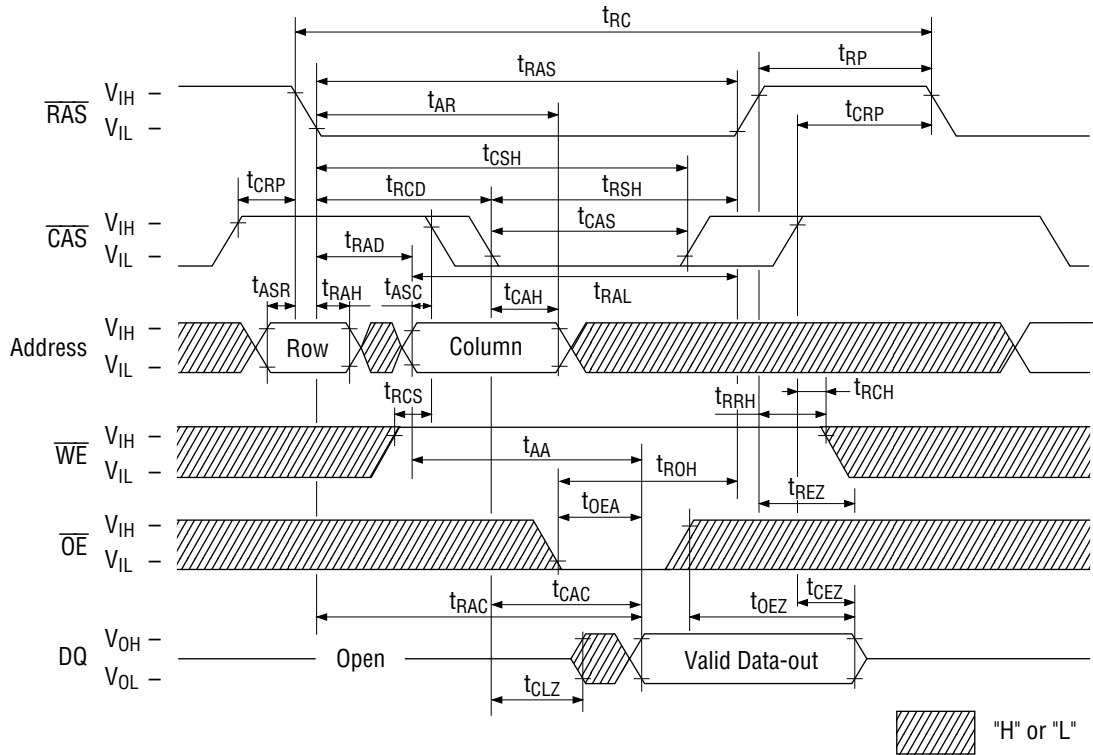 tRC
tRP
tRAS
VIH
RAS
tAR
VIL
tCRP
tCSH
tCRP
tRCD
tRSH
VIH
CAS
tCAS
VIL
tRAD
tRAL
tASR
tRAH
tASC
tCAH
VIH
Address
Row
Column
VIL
tRCS
tRRH
tRCH
VIH
WE
tAA
VIL
tROH
tREZ
tOEA
VIH
OE
VIL
tCAC
tCEZ
tRAC
tOEZ
VOH
DQ
Open
Valid Data-out
VOL
tCLZ
"H" or "L"